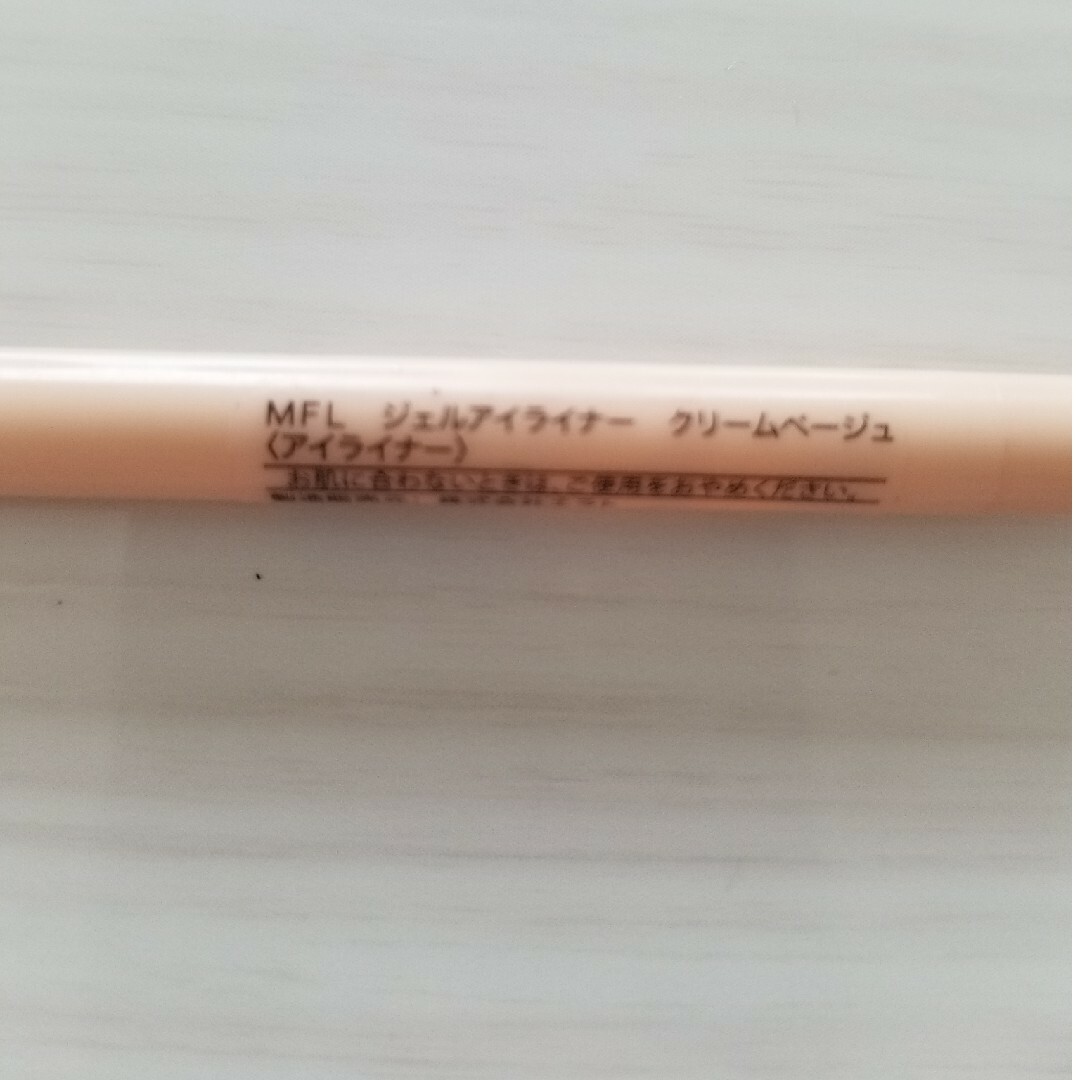 MFL ジェルアイライナー クリームベージュ
〈アイライナー〉
お肌に合わないときは、ご使用をおやめください。